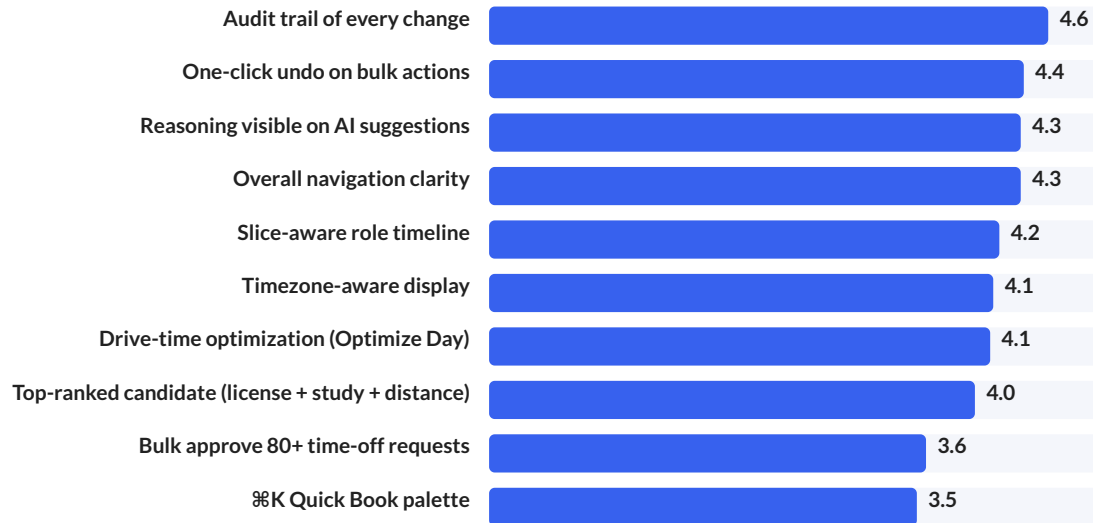 Audit trail of every change 4.6
One-click undo on bulk actions 4.4
Reasoning visible on AI suggestions 4.3
Overall navigation clarity 4.3
Slice-aware role timeline 4.2
Timezone-aware display 4.1
Drive-time optimization (Optimize Day) 4.1
Top-ranked candidate (license + study + distance) 4.0
Bulk approve 80+ time-off requests 3.6
⌘K Quick Book palette 3.5